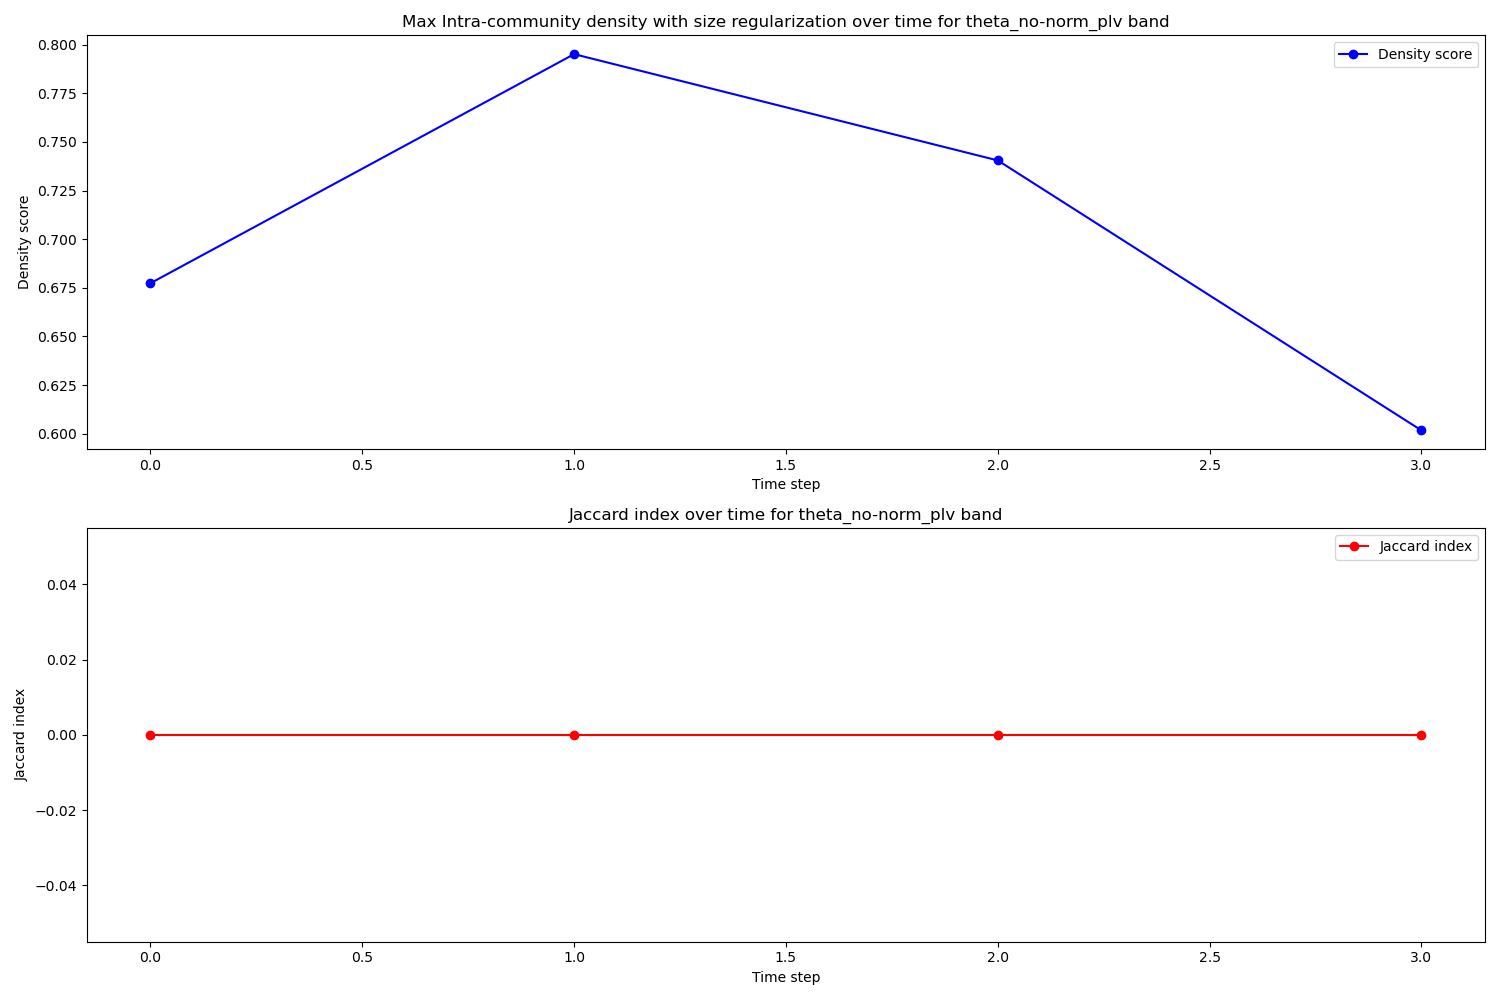 Max Intra-community density with size regularization over time for theta_no-norm_plv band
Density score
0.800
0.775
0.750
0.725
0.700
0.675
0.650
0.625
0.600
Density score
0.0 0.5 1.0 1.5 2.0 2.5 3.0
Time step
Jaccard index over time for theta_no-norm_plv band
Jaccard index
0.04
0.02
0.00
−0.02
−0.04
Jaccard index
0.0 0.5 1.0 1.5 2.0 2.5 3.0
Time step